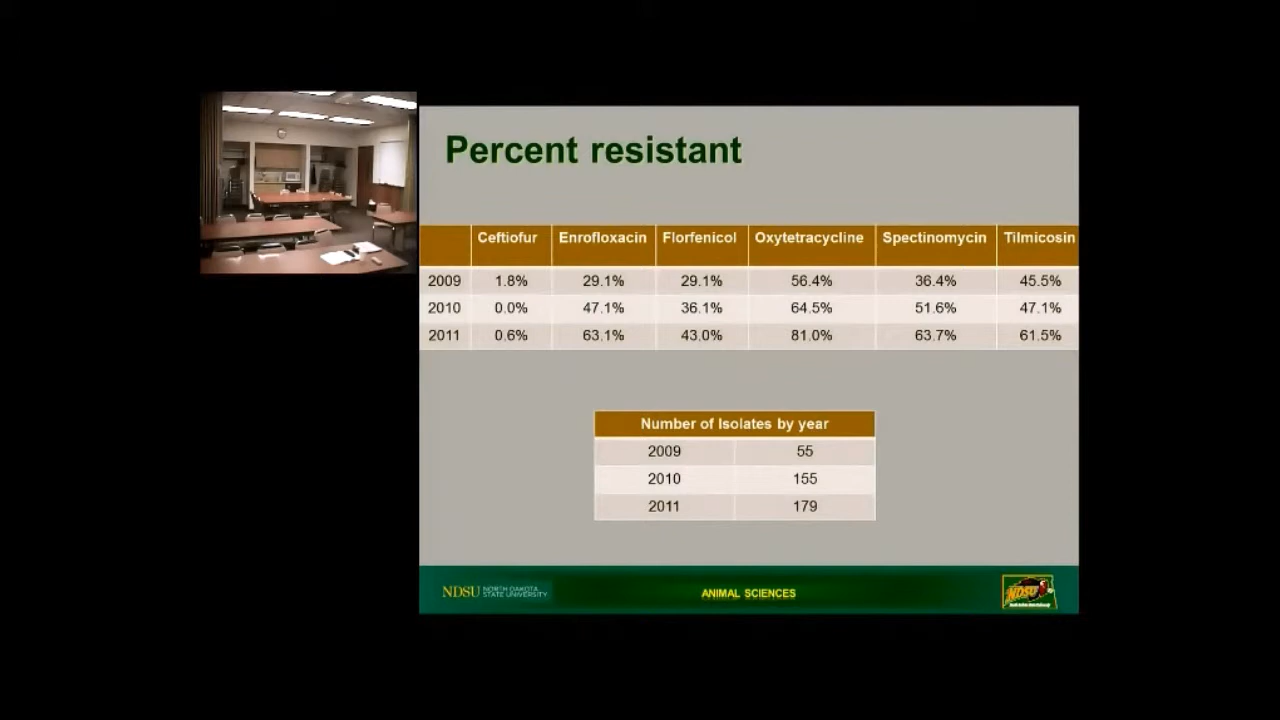 Percent resistant
Ceftiofur Enrofloxacin Florfenicol Oxytetracycline Spectinomycin Tilmicosin
2009 1.8% 29.1% 29.1% 56.4% 36.4% 45.5%
2010 0.0% 47.1% 36.1% 64.5% 51.6% 47.1%
2011 0.6% 63.1% 43.0% 81.0% 63.7% 61.5%
Number of Isolates by year
2009 55
2010 155
2011 179
NDSU NORTH DAKOTA
STATE UNIVERSITY
ANIMAL SCIENCES
NDSU